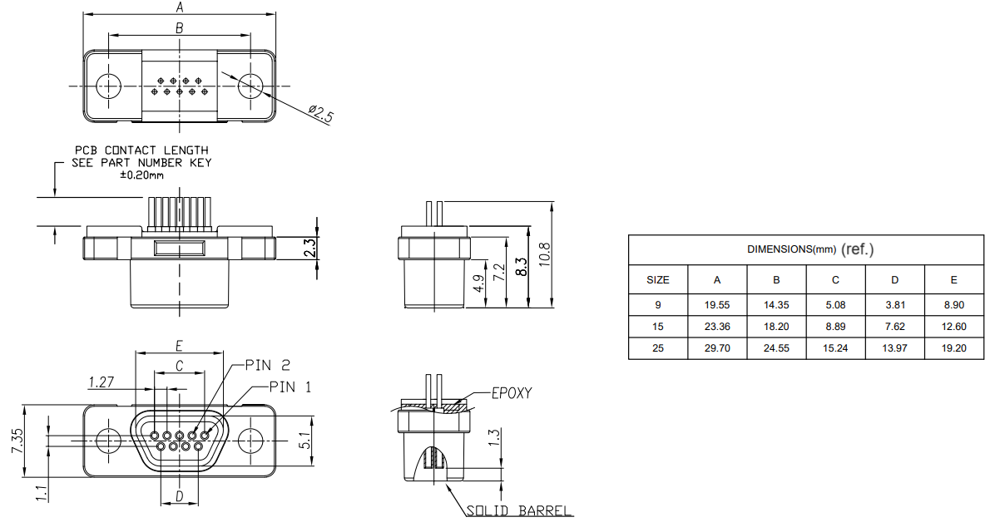 A
B
ø2.5
PCB CONTACT LENGTH
SEE PART NUMBER KEY
±0.20mm
2.3
4.9
7.2
8.3
10.8
DIMENSIONS(mm) (ref.)
SIZE A B C D E
9 19.55 14.35 5.08 3.81 8.90
15 23.36 18.20 8.89 7.62 12.60
25 29.70 24.55 15.24 13.97 19.20
E
C
PIN 2
1.27
PIN 1
7.35
5.1
1.1
D
EPOXY
1.3
SOLID BARREL